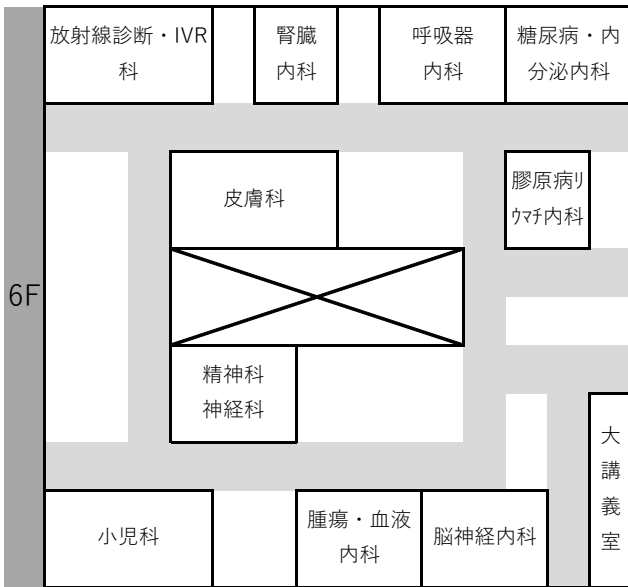 放射線診断・IVR
科
腎臓
内科
呼吸器
内科
糖尿病・内
分泌内科
皮膚科
膠原病リ
ウマチ内科
6F
精神科
神経科
大
講
義
室
小児科
腫瘍・血液
内科
脳神経内科